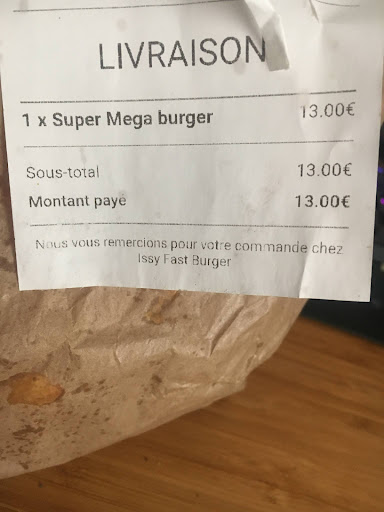 LIVRAISON
1 x Super Mega burger 13.00€
Sous-total 13.00€
Montant payé 13.00€
Nous vous remercions pour votre commande chez
Issy Fast Burger